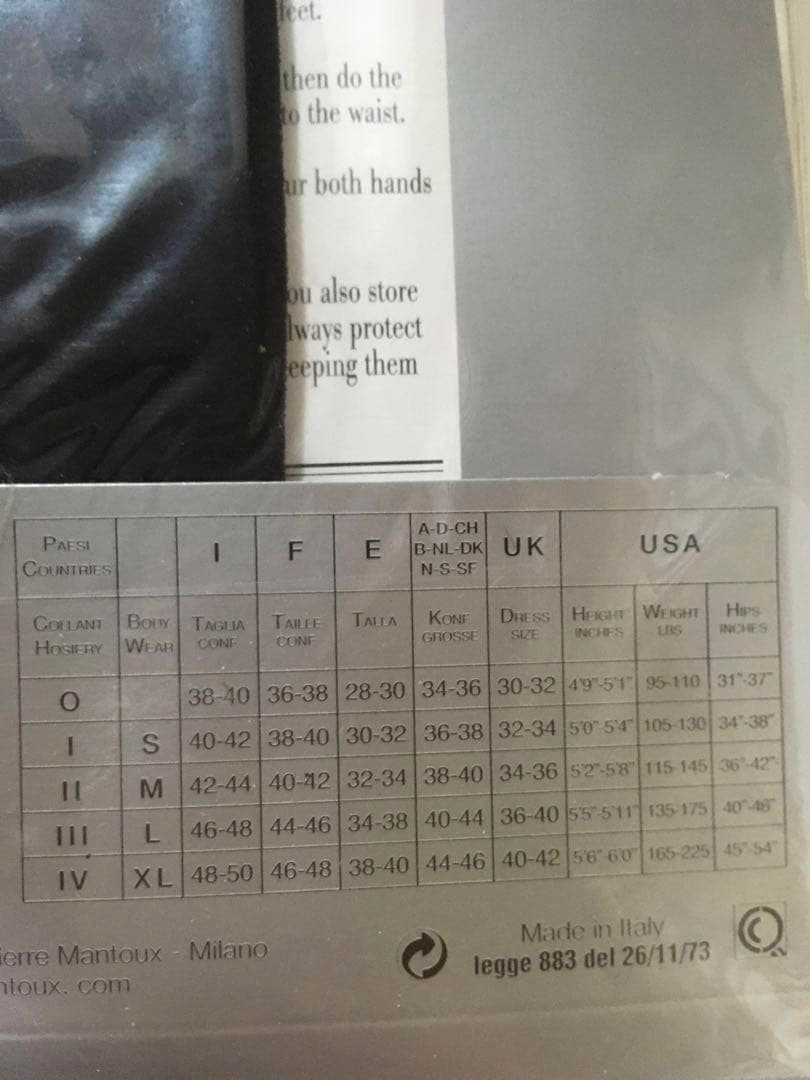 feet.
then do the
to the waist.
ur both hands
ou also store
lways protect
eeping them
PAESI
COUNTRIES
I
F
E
A-D-CH
B-NL-DK
N-S-SF
UK
USA
COLLANT
HOSIERY
BODY
WEAR
TAGLIA
CONF
TAILLE
CONF
TALLA
KONF
GROSSE
DRESS
SIZE
HEIGHT
INCHES
WEIGHT
LBS
HIPS
INCHES
O 38-40 36-38 28-30 34-36 30-32 4'9"-5'1" 95-110 31"-37"
I S 40-42 38-40 30-32 36-38 32-34 5'0"-5'4" 105-130 34"-38"
II M 42-44 40-42 32-34 38-40 34-36 5'2"-5'8" 115-145 36"-42"
III L 46-48 44-46 34-38 40-44 36-40 5'5"-5'11" 135-175 40"-46"
IV XL 48-50 46-48 38-40 44-46 40-42 5'6"-6'0" 165-225 45"-54"
ierre Mantoux - Milano
ntoux. com
Made in Italy
legge 883 del 26/11/73